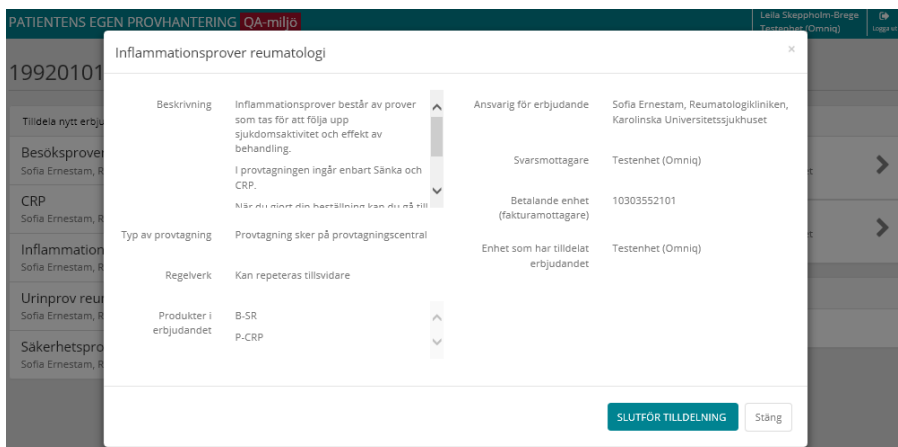 PATIENTENS EGEN PROVHANTERING QA-miljö
Leila Skeppholm-Brege
Testenhet (Omniq)
Logga ut
19920101
Tilldela nytt erbju
Besöksprover
Sofia Ernestam, R
CRP
Sofia Ernestam, R
Inflammation
Sofia Ernestam, R
Urinprov reur
Sofia Ernestam, R
Säkerhetspro
Sofia Ernestam, R
Inflammationsprover reumatologi
×
Beskrivning
Inflammationsprover består av prover
som tas för att följa upp
sjukdomsaktivitet och effekt av
behandling.
I provtagningen ingår enbart Sänka och
CRP.
När du gjort din beställning kan du gå till
Typ av provtagning
Provtagning sker på provtagningscentral
Regelverk
Kan repeteras tillsvidare
Produkter i
erbjudandet
B-SR
P-CRP
Ansvarig för erbjudande
Sofia Ernestam, Reumatologikliniken,
Karolinska Universitetssjukhuset
Svarsmottagare
Testenhet (Omniq)
Betalande enhet
(fakturamottagare)
10303552101
Enhet som har tilldelat
erbjudandet
Testenhet (Omniq)
SLUTFÖR TILLDELNING
Stäng